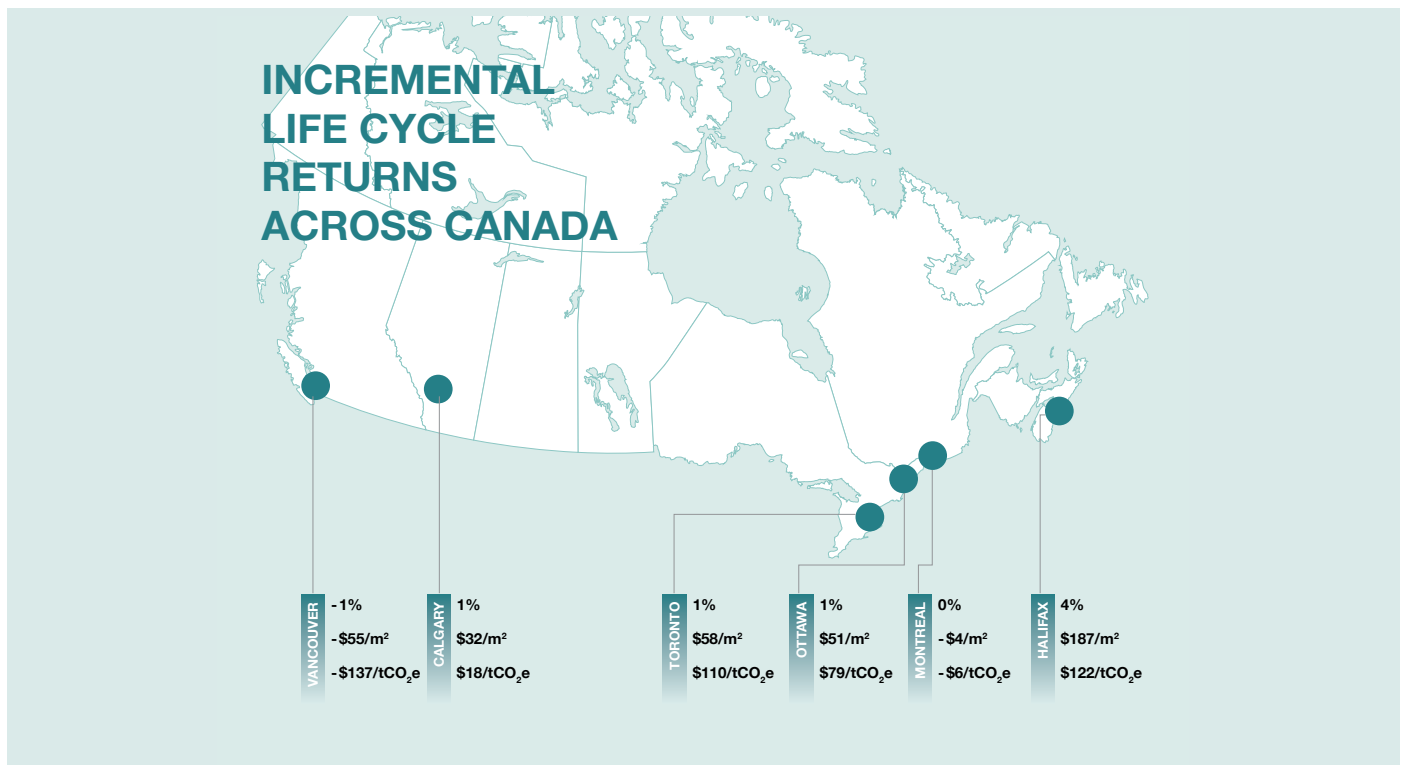 INCREMENTAL
LIFE CYCLE
RETURNS
ACROSS CANADA
VANCOUVER
-1%
-$55/m²
-$137/tCO₂e
CALGARY
1%
$32/m²
$18/tCO₂e
TORONTO
1%
$58/m²
$110/tCO₂e
OTTAWA
1%
$51/m²
$79/tCO₂e
MONTREAL
0%
-$4/m²
-$6/tCO₂e
HALIFAX
4%
$187/m²
$122/tCO₂e